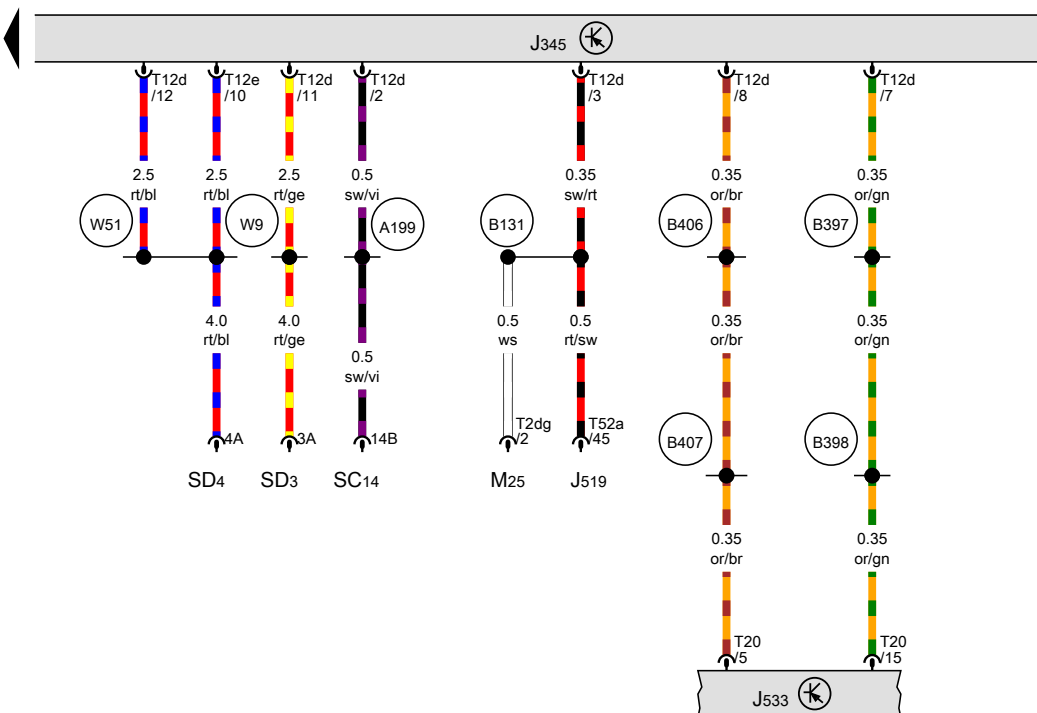 J345
T12d
/12
T12e
/10
T12d
/11
T12d
/2
T12d
/3
T12d
/8
T12d
/7
2.5
rt/bl
2.5
rt/bl
2.5
rt/ge
0.5
sw/vi
0.35
sw/rt
0.35
or/br
0.35
or/gn
W51
W9
A199
B131
B406
B397
4.0
rt/bl
4.0
rt/ge
0.5
sw/vi
0.5
ws
0.5
rt/sw
0.35
or/br
0.35
or/gn
4A
3A
14B
T2dg
/2
T52a
/45
B407
B398
SD4
SD3
SC14
M25
J519
0.35
or/br
0.35
or/gn
T20
/5
T20
/15
J533